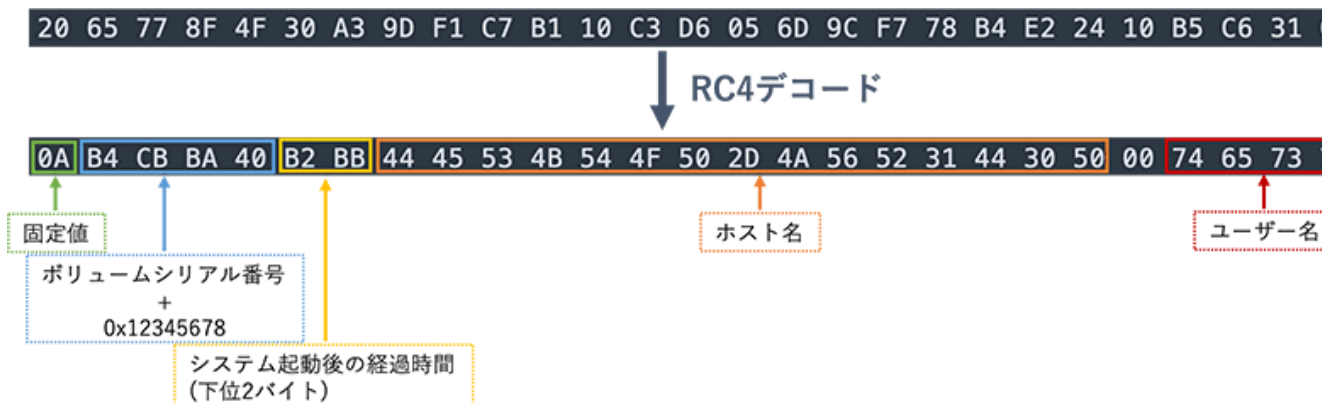 20 65 77 8F 4F 30 A3 9D F1 C7 B1 10 C3 D6 05 6D 9C F7 78 B4 E2 24 10 B5 C6 31
RC4デコード
0A B4 CB BA 40 B2 BB 44 45 53 4B 54 4F 50 2D 4A 56 52 31 44 30 50 00 74 65 73
固定値
ホスト名
ユーザー名
ボリュームシリアル番号
+
0x12345678
システム起動後の経過時間
(下位2バイト)